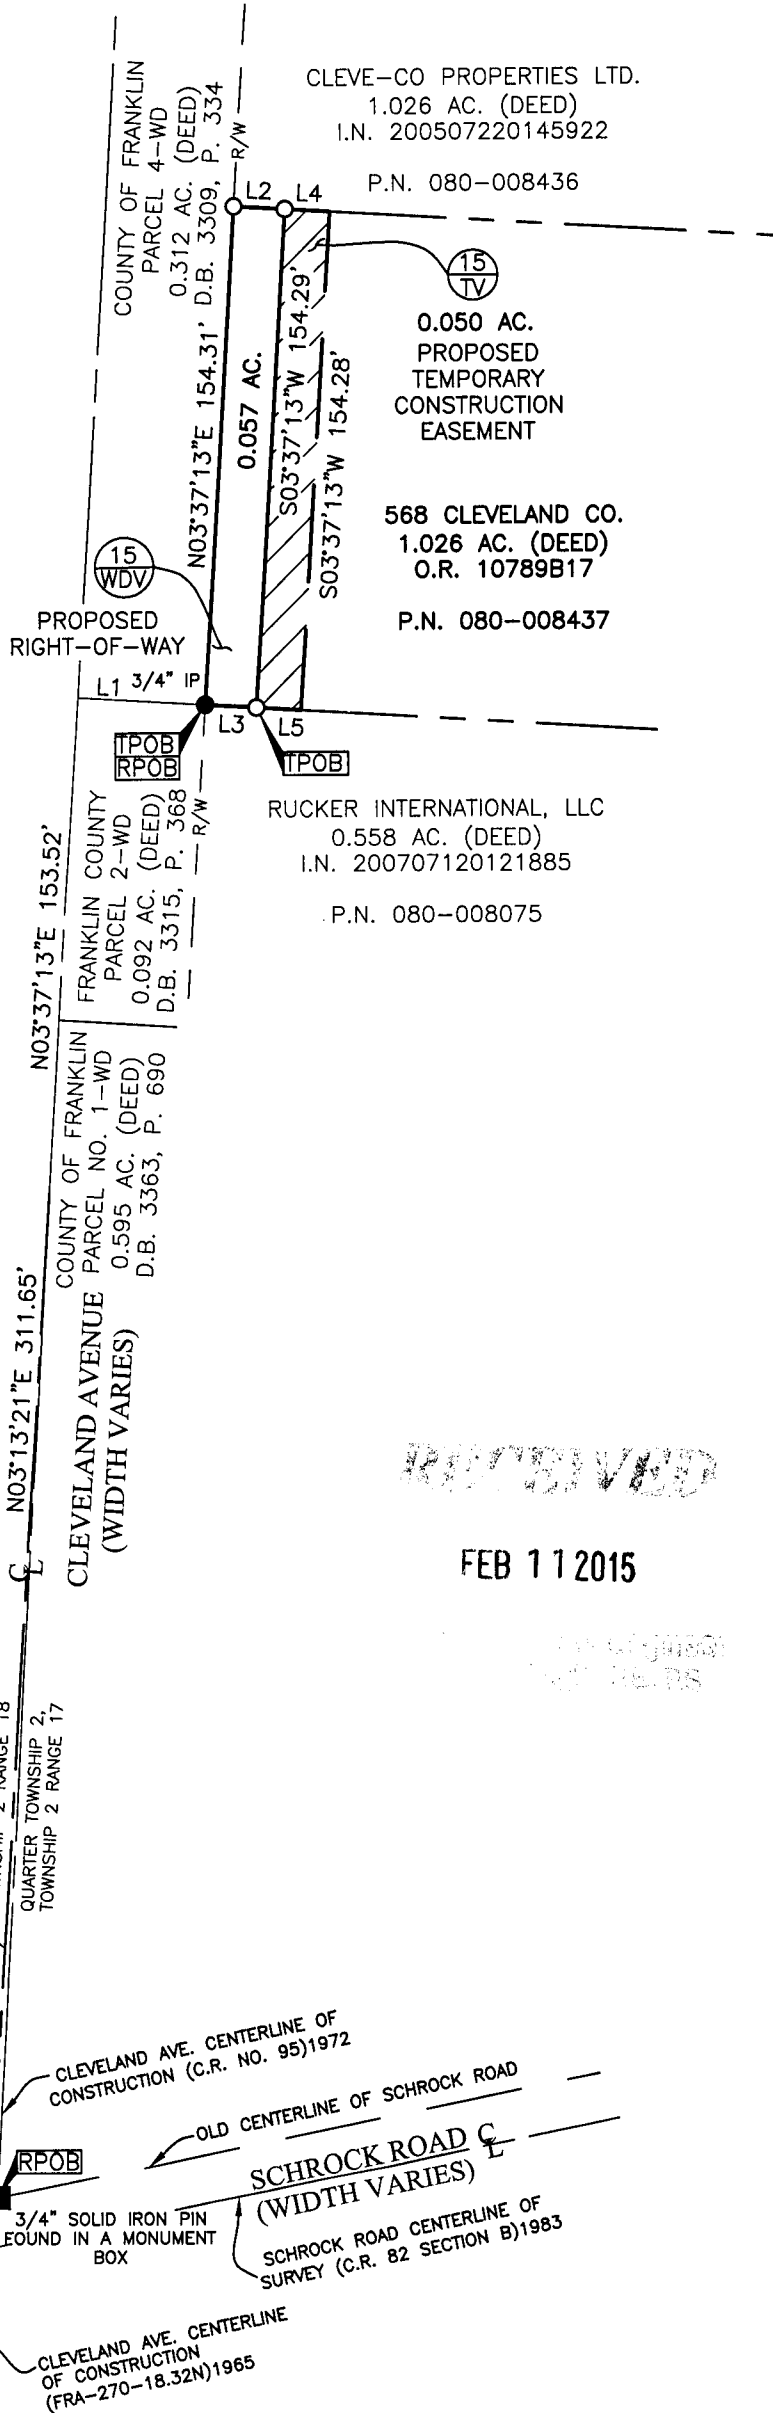 CLEVE-CO PROPERTIES LTD.
1.026 AC. (DEED)
I.N. 200507220145922
P.N. 080-008436
COUNTY OF FRANKLIN
PARCEL 4-WD
0.312 AC. (DEED)
D.B. 3309, P. 334
R/W
L2
L4
15
TV
0.050 AC.
PROPOSED
TEMPORARY
CONSTRUCTION
EASEMENT
N03°37'13"E 154.31'
0.057 AC.
S03°37'13"W 154.29'
S03°37'13"W 154.28'
568 CLEVELAND CO.
1.026 AC. (DEED)
O.R. 10789B17
P.N. 080-008437
15
WDV
PROPOSED
RIGHT-OF-WAY
L1
3/4" IP
L3
L5
TPOB
RPOB
TPOB
RUCKER INTERNATIONAL, LLC
0.558 AC. (DEED)
I.N. 200707120121885
P.N. 080-008075
N03°37'13"E 153.52'
FRANKLIN COUNTY
PARCEL 2-WD
0.092 AC. (DEED)
D.B. 3315, P. 368
R/W
COUNTY OF FRANKLIN
PARCEL NO. 1-WD
0.595 AC. (DEED)
D.B. 3363, P. 690
N03°13'21"E 311.65'
CLEVELAND AVENUE
(WIDTH VARIES)
CL
RECEIVED
FEB 11 2015
2 RANGE 18
QUARTER TOWNSHIP 2,
TOWNSHIP 2 RANGE 17
CLEVELAND AVE. CENTERLINE OF
CONSTRUCTION (C.R. NO. 95)1972
OLD CENTERLINE OF SCHROCK ROAD
RPOB
SCHROCK ROAD CL
(WIDTH VARIES)
3/4" SOLID IRON PIN
FOUND IN A MONUMENT
BOX
SCHROCK ROAD CENTERLINE OF
SURVEY (C.R. 82 SECTION B)1983
CLEVELAND AVE. CENTERLINE
OF CONSTRUCTION
(FRA-270-18.32N)1965